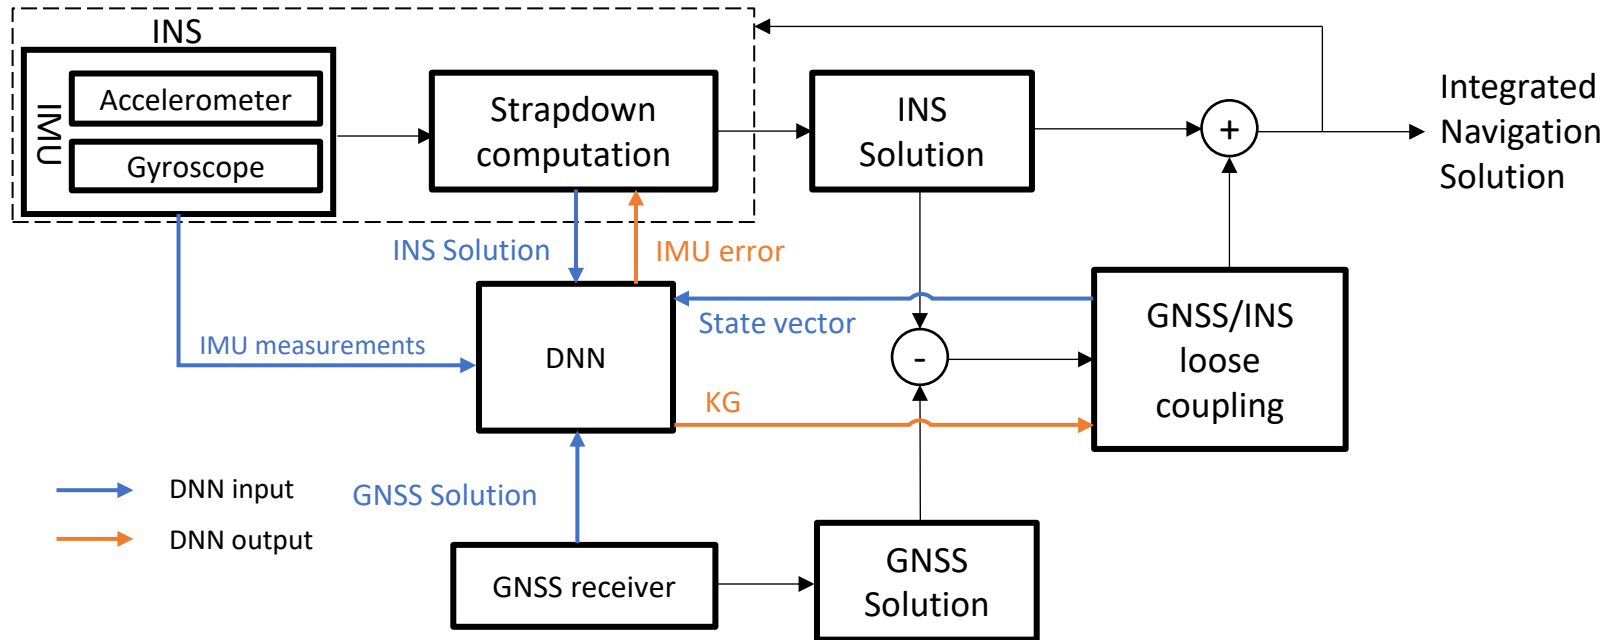 INS
IMU
Accelerometer
Gyroscope
Strapdown
computation
INS
Solution
+
Integrated
Navigation
Solution
INS Solution
IMU error
State vector
IMU measurements
DNN
-
GNSS/INS
loose
coupling
KG
DNN input
GNSS Solution
DNN output
GNSS receiver
GNSS
Solution